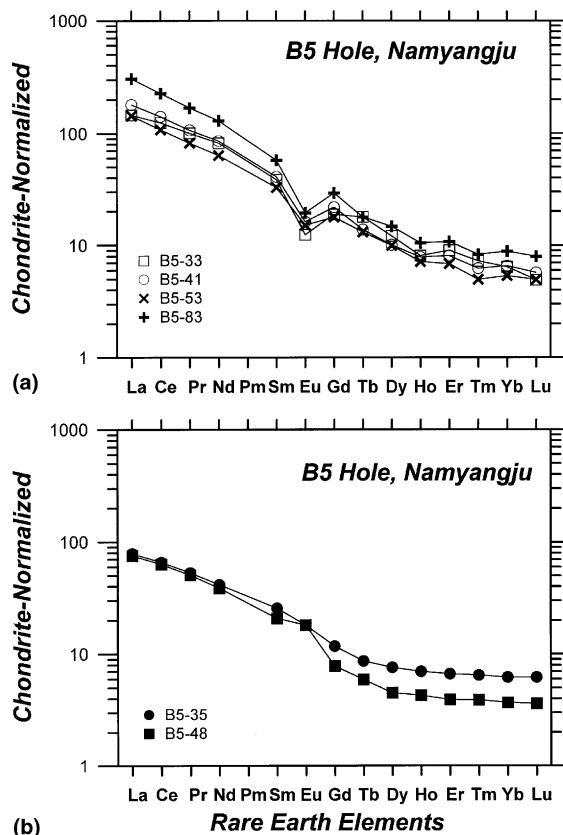 1000
B5 Hole, Namyangju
100
Chondrite-Normalized
10
B5-33
B5-41
B5-53
B5-83
1
(a)
La Ce Pr Nd Pm Sm Eu Gd Tb Dy Ho Er Tm Yb Lu
1000
B5 Hole, Namyangju
100
Chondrite-Normalized
10
B5-35
B5-48
1
La Ce Pr Nd Pm Sm Eu Gd Tb Dy Ho Er Tm Yb Lu
(b)
Rare Earth Elements